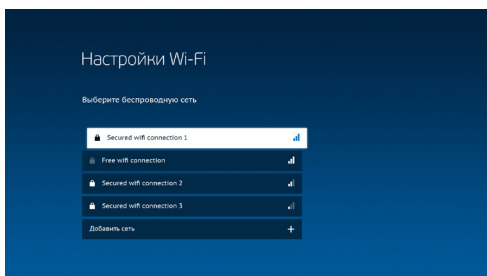 Настройки Wi-Fi
Выберите беспроводную сеть
Secured wifi connection 1
Free wifi connection
Secured wifi connection 2
Secured wifi connection 3
Добавить сеть +